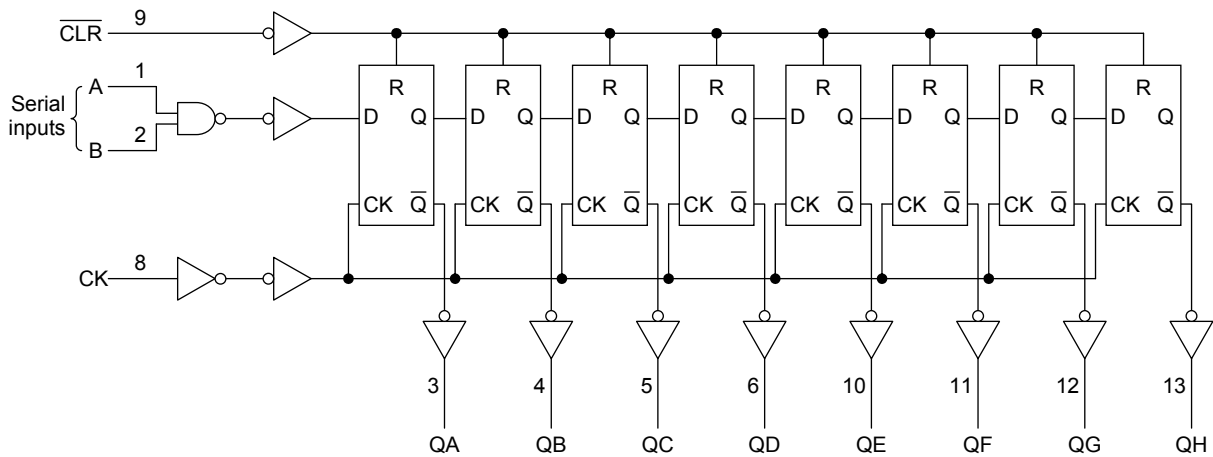 C̅L̅R̅ 9
R R R R R R R R
A 1
Serial inputs
B 2
D Q D Q D Q D Q D Q D Q D Q D Q
CK Q̅ CK Q̅ CK Q̅ CK Q̅ CK Q̅ CK Q̅ CK Q̅ CK Q̅
CK 8
3 4 5 6 10 11 12 13
QA QB QC QD QE QF QG QH